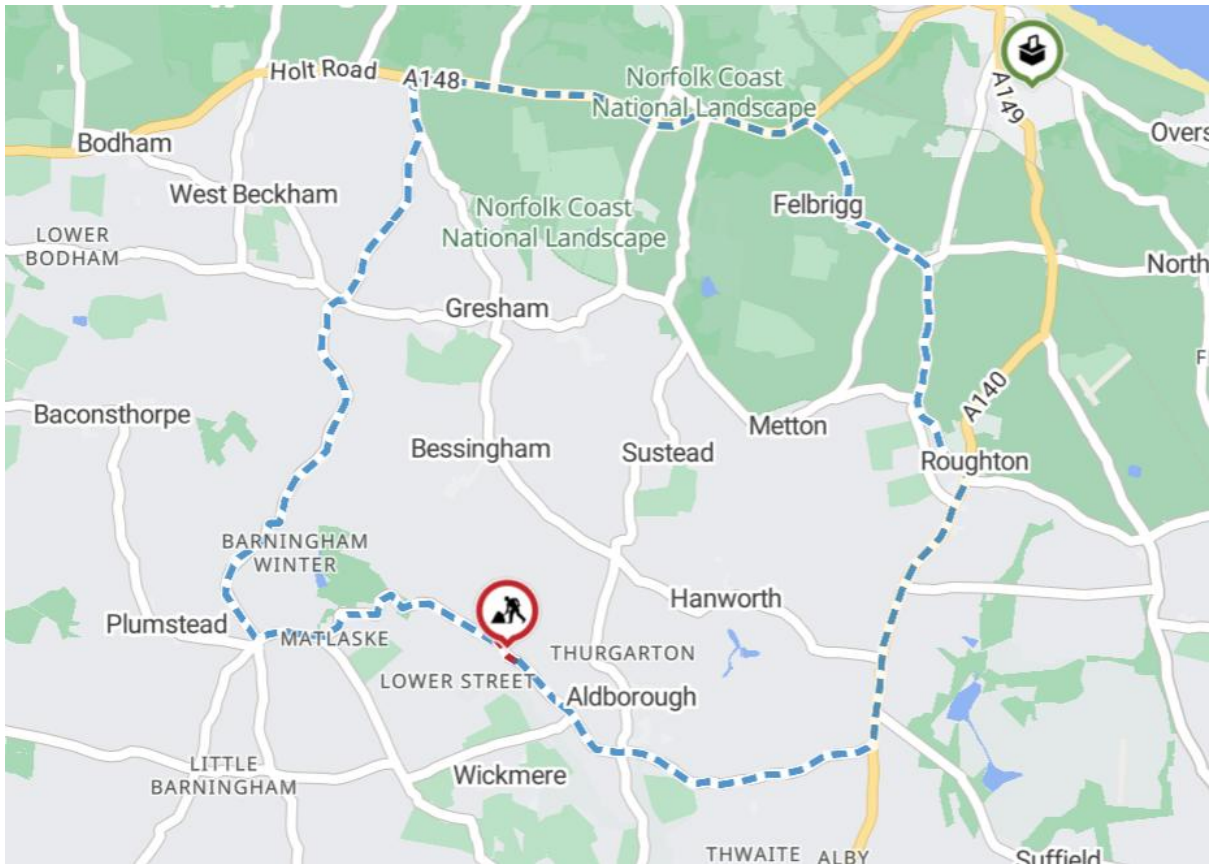 Holt Road
A148
Norfolk Coast
National Landscape
A149
Bodham
Overs
West Beckham
Norfolk Coast
National Landscape
Felbrigg
LOWER
BODHAM
North
Gresham
Baconsthorpe
A140
Metton
Bessingham
Sustead
Roughton
BARNINGHAM
WINTER
Hanworth
Plumstead
MATLASKE
THURGARTON
LOWER STREET
Aldborough
LITTLE
BARNINGHAM
Wickmere
THWAITE
ALBY
Suffield